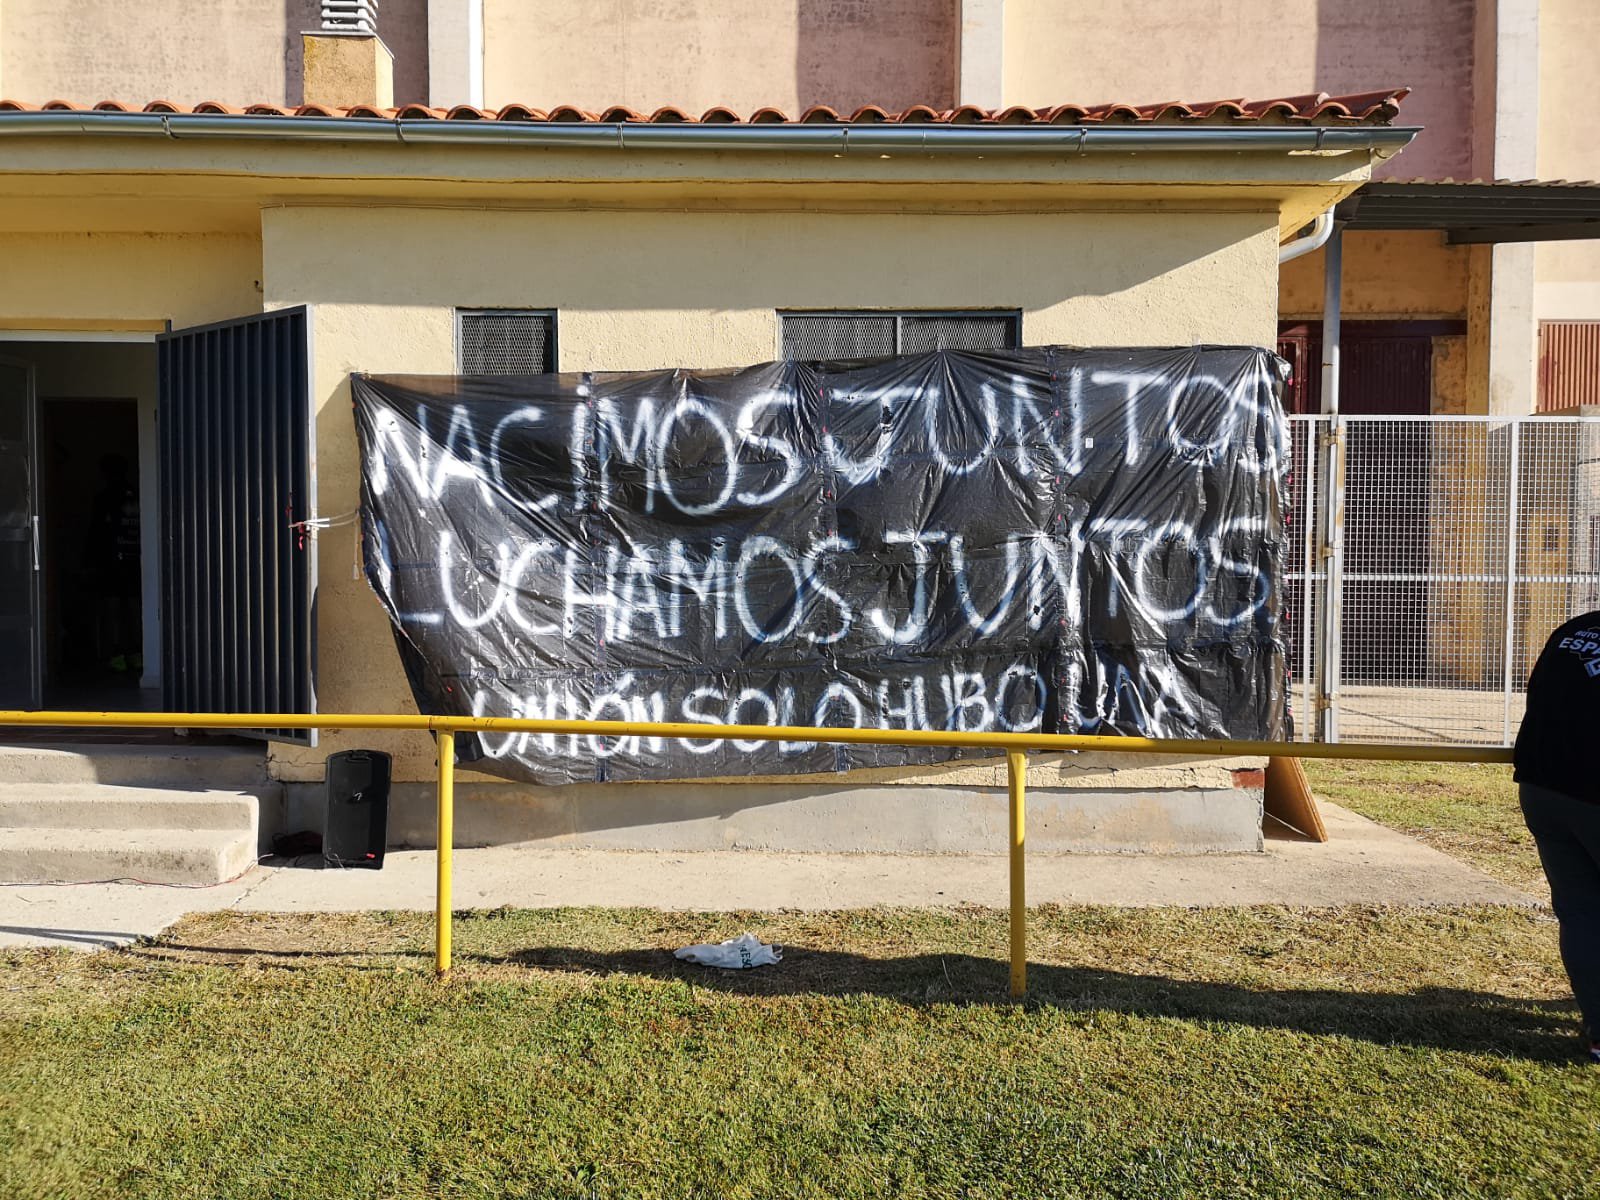 NACIMOS JUNTOS,
LUCHAMOS JUNTOS.
UNIÓN SOLO HUBO UNA